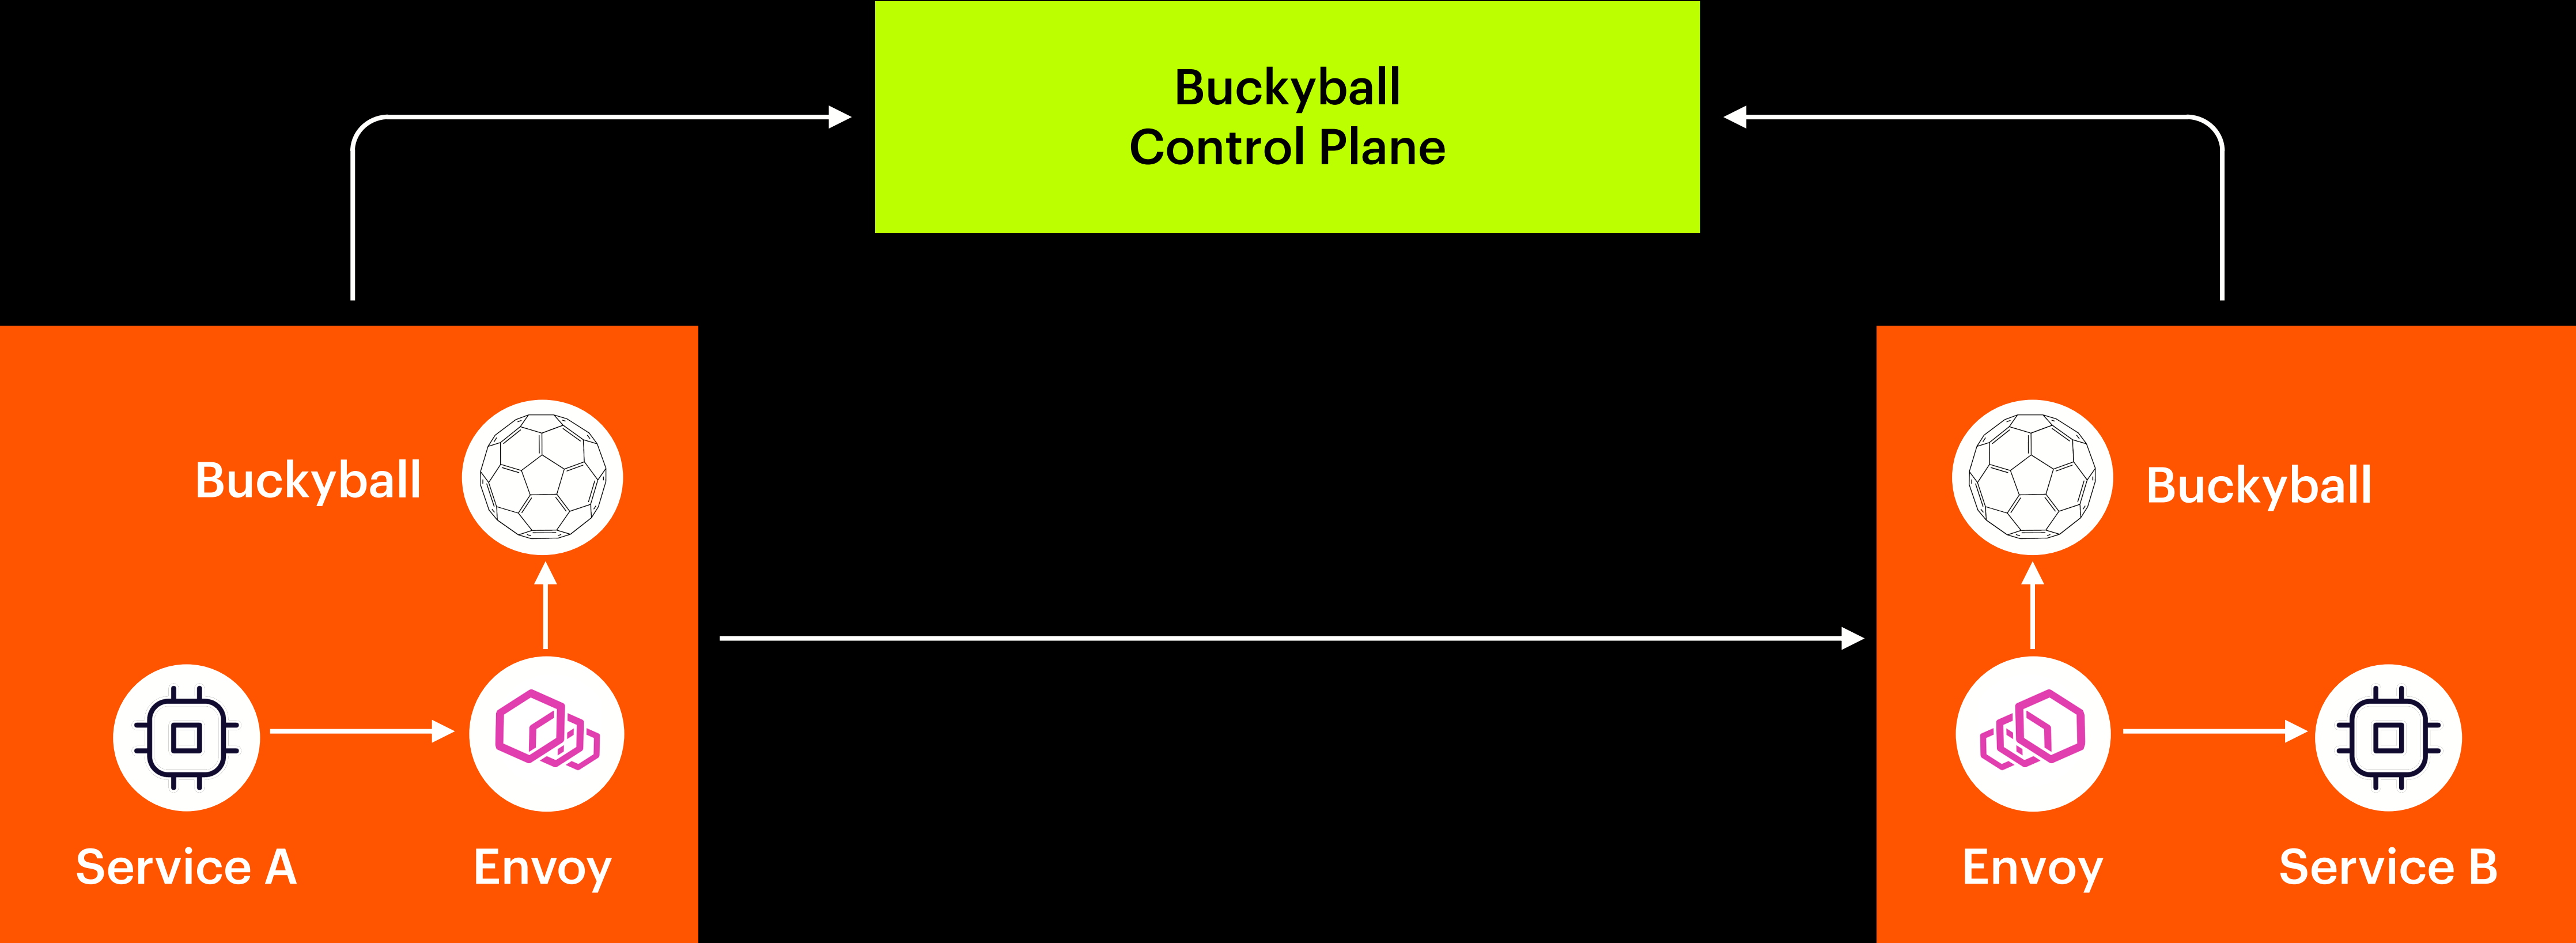 Buckyball
Control Plane
Buckyball
Buckyball
Service A
Envoy
Envoy
Service B